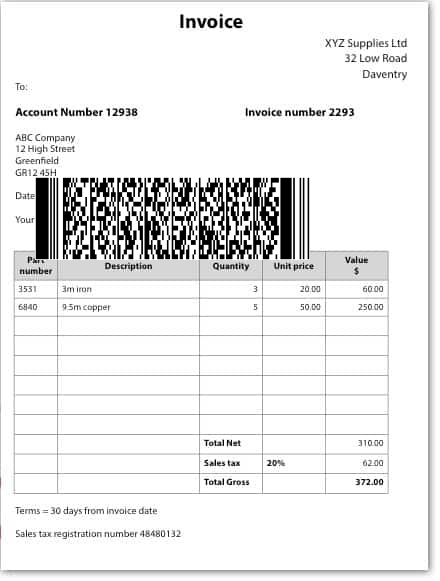 Invoice
XYZ Supplies Ltd
32 Low Road
Daventry
To:
Account Number 12938 Invoice number 2293
ABC Company
12 High Street
Greenfield
GR12 4SH
Date
Your
Part number Description Quantity Unit price Value $
3531 3m iron 3 20.00 60.00
6840 9.5m copper 5 50.00 250.00
Total Net 310.00
Sales tax 20% 62.00
Total Gross 372.00
Terms = 30 days from invoice date
Sales tax registration number 48480132